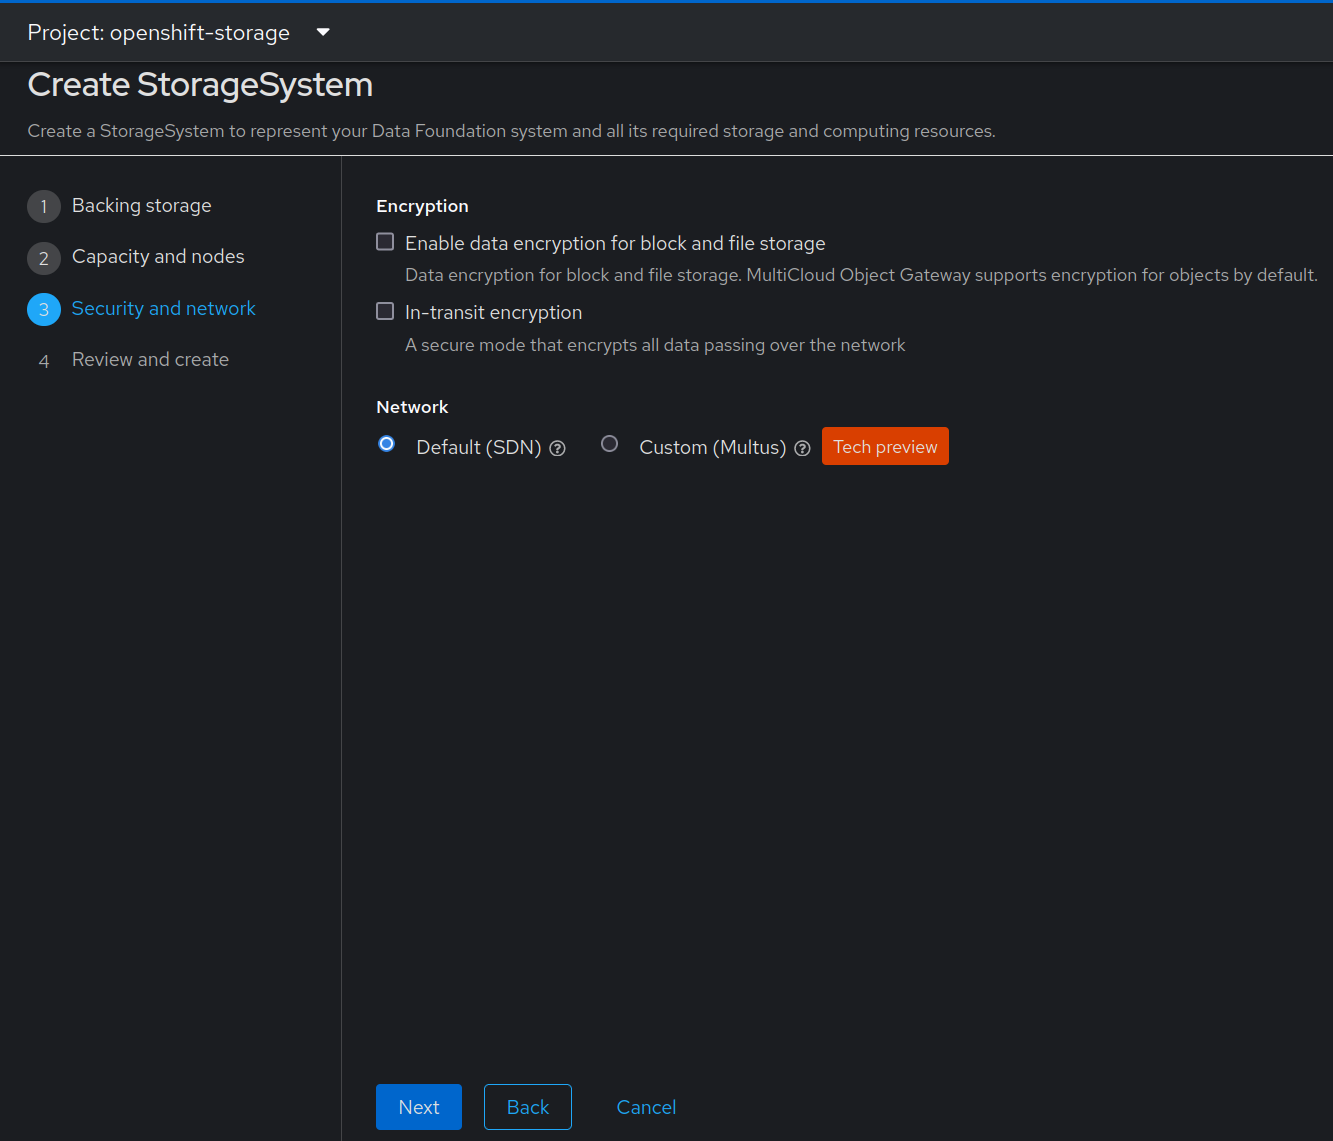 Project: openshift-storage
Create StorageSystem
Create a StorageSystem to represent your Data Foundation system and all its required storage and computing resources.
1 Backing storage
2 Capacity and nodes
3 Security and network
4 Review and create
Encryption
Enable data encryption for block and file storage
Data encryption for block and file storage. MultiCloud Object Gateway supports encryption for objects by default.
In-transit encryption
A secure mode that encrypts all data passing over the network
Network
Default (SDN) Custom (Multus) Tech preview
Next Back Cancel